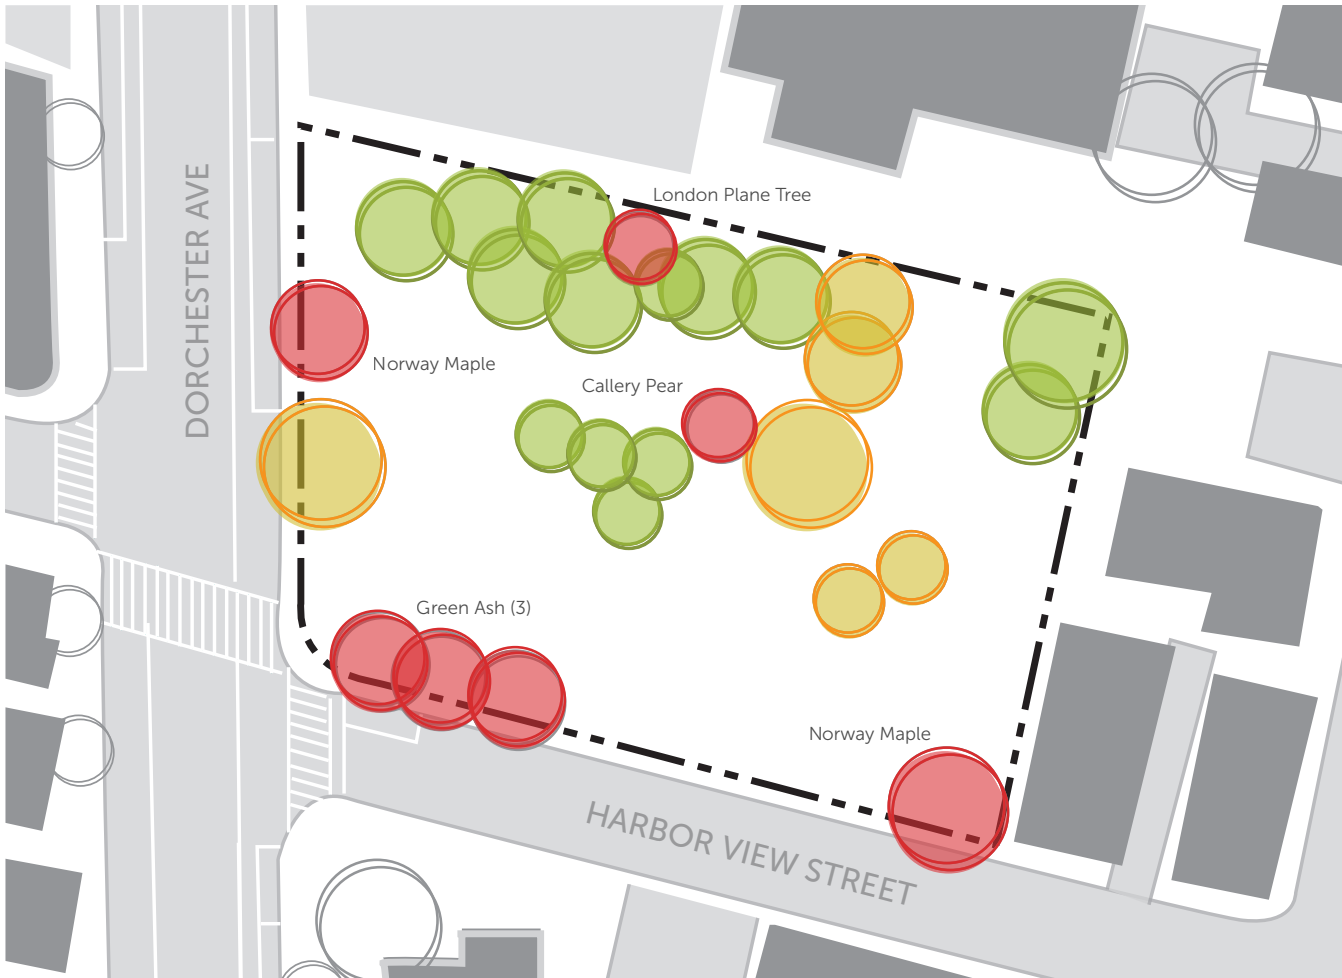 London Plane Tree
DORCHESTER AVE
Norway Maple
Callery Pear
Green Ash (3)
Norway Maple
HARBOR VIEW STREET